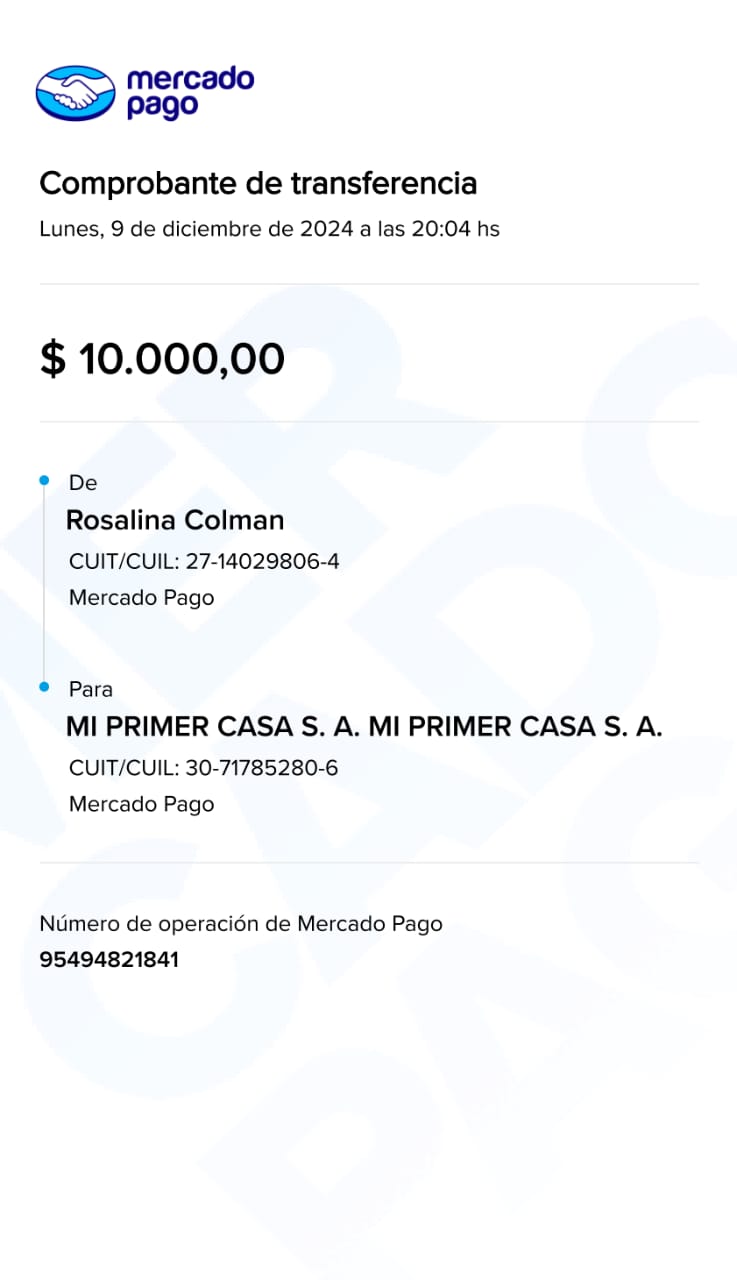 mercado
pago
Comprobante de transferencia
Lunes, 9 de diciembre de 2024 a las 20:04 hs
$ 10.000,00
De
Rosalina Colman
CUIT/CUIL: 27-14029806-4
Mercado Pago
Para
MI PRIMER CASA S. A. MI PRIMER CASA S. A.
CUIT/CUIL: 30-71785280-6
Mercado Pago
Número de operación de Mercado Pago
95494821841